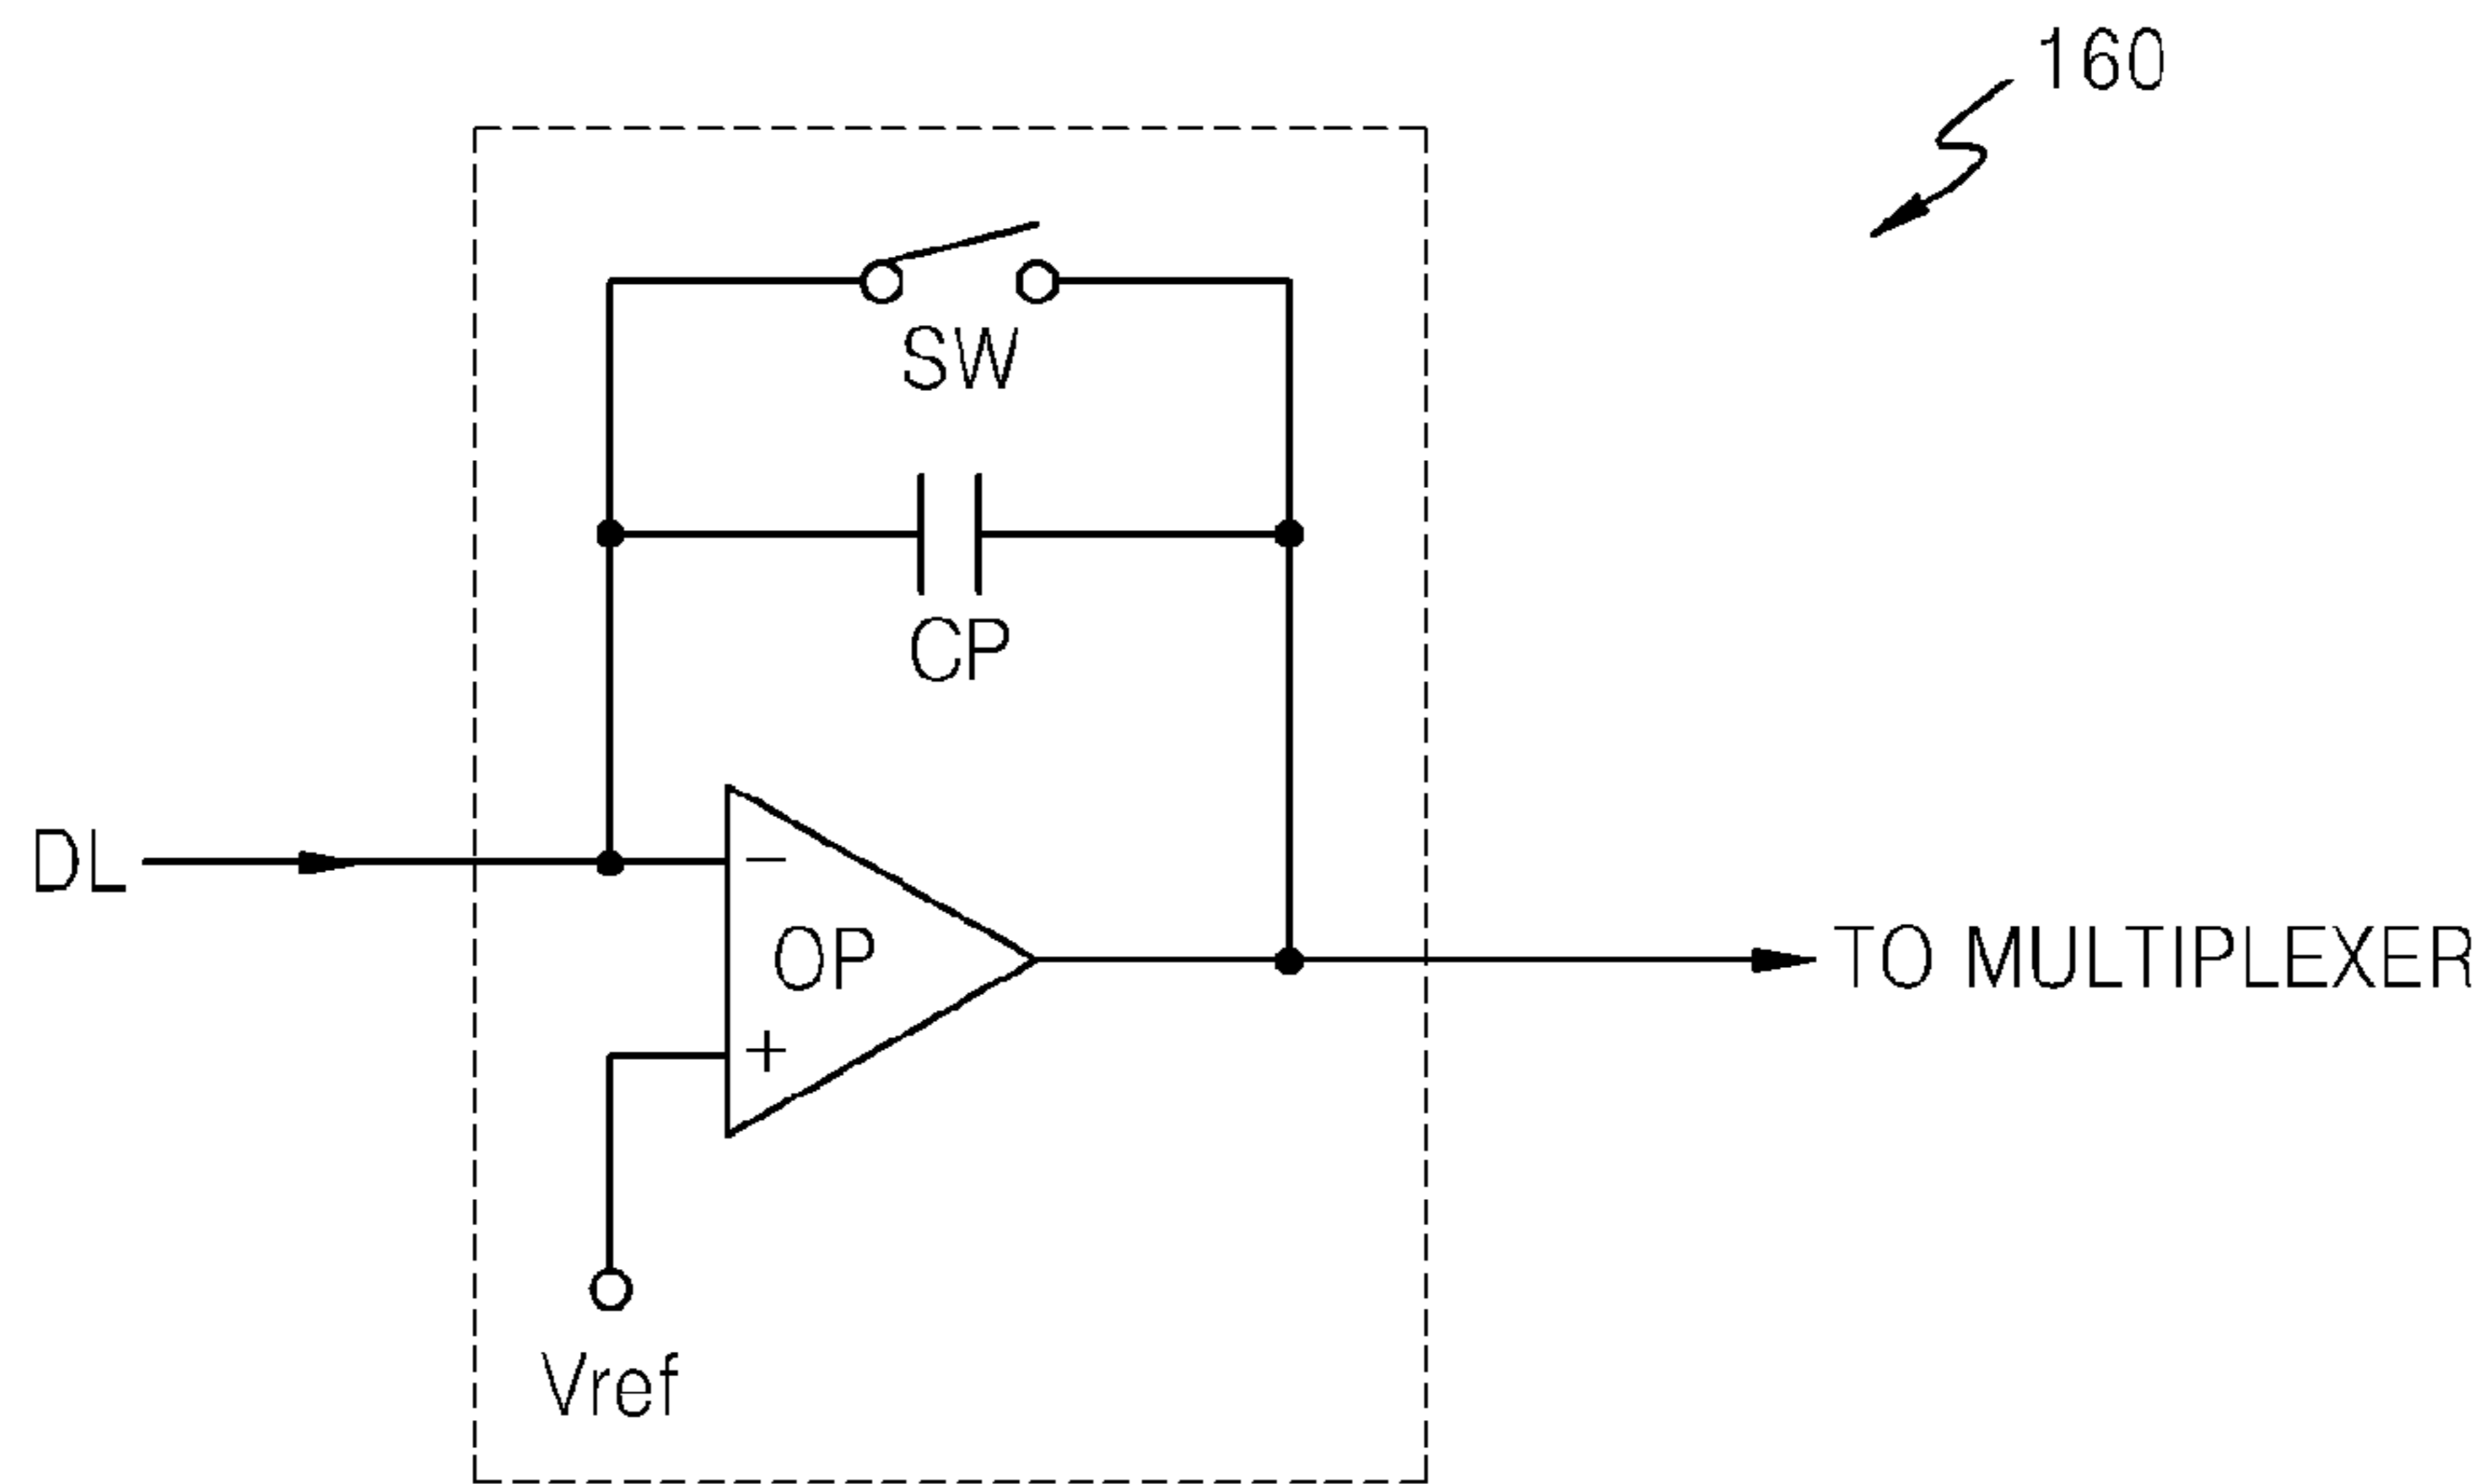 160
SW
CP
DL
−
OP
TO MULTIPLEXER
+
Vref